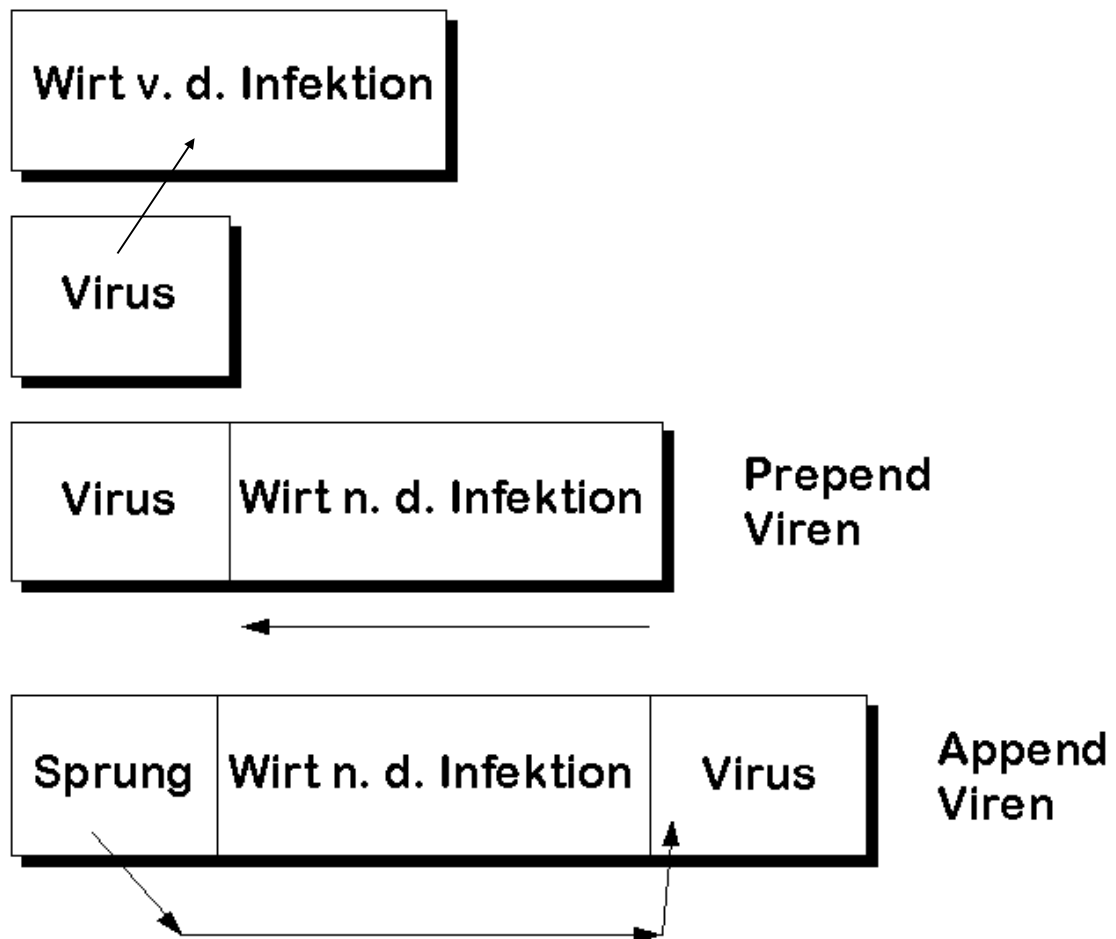 Wirt v. d. Infektion
Virus
Virus
Wirt n. d. Infektion
Prepend
Viren
Sprung
Wirt n. d. Infektion
Virus
Append
Viren